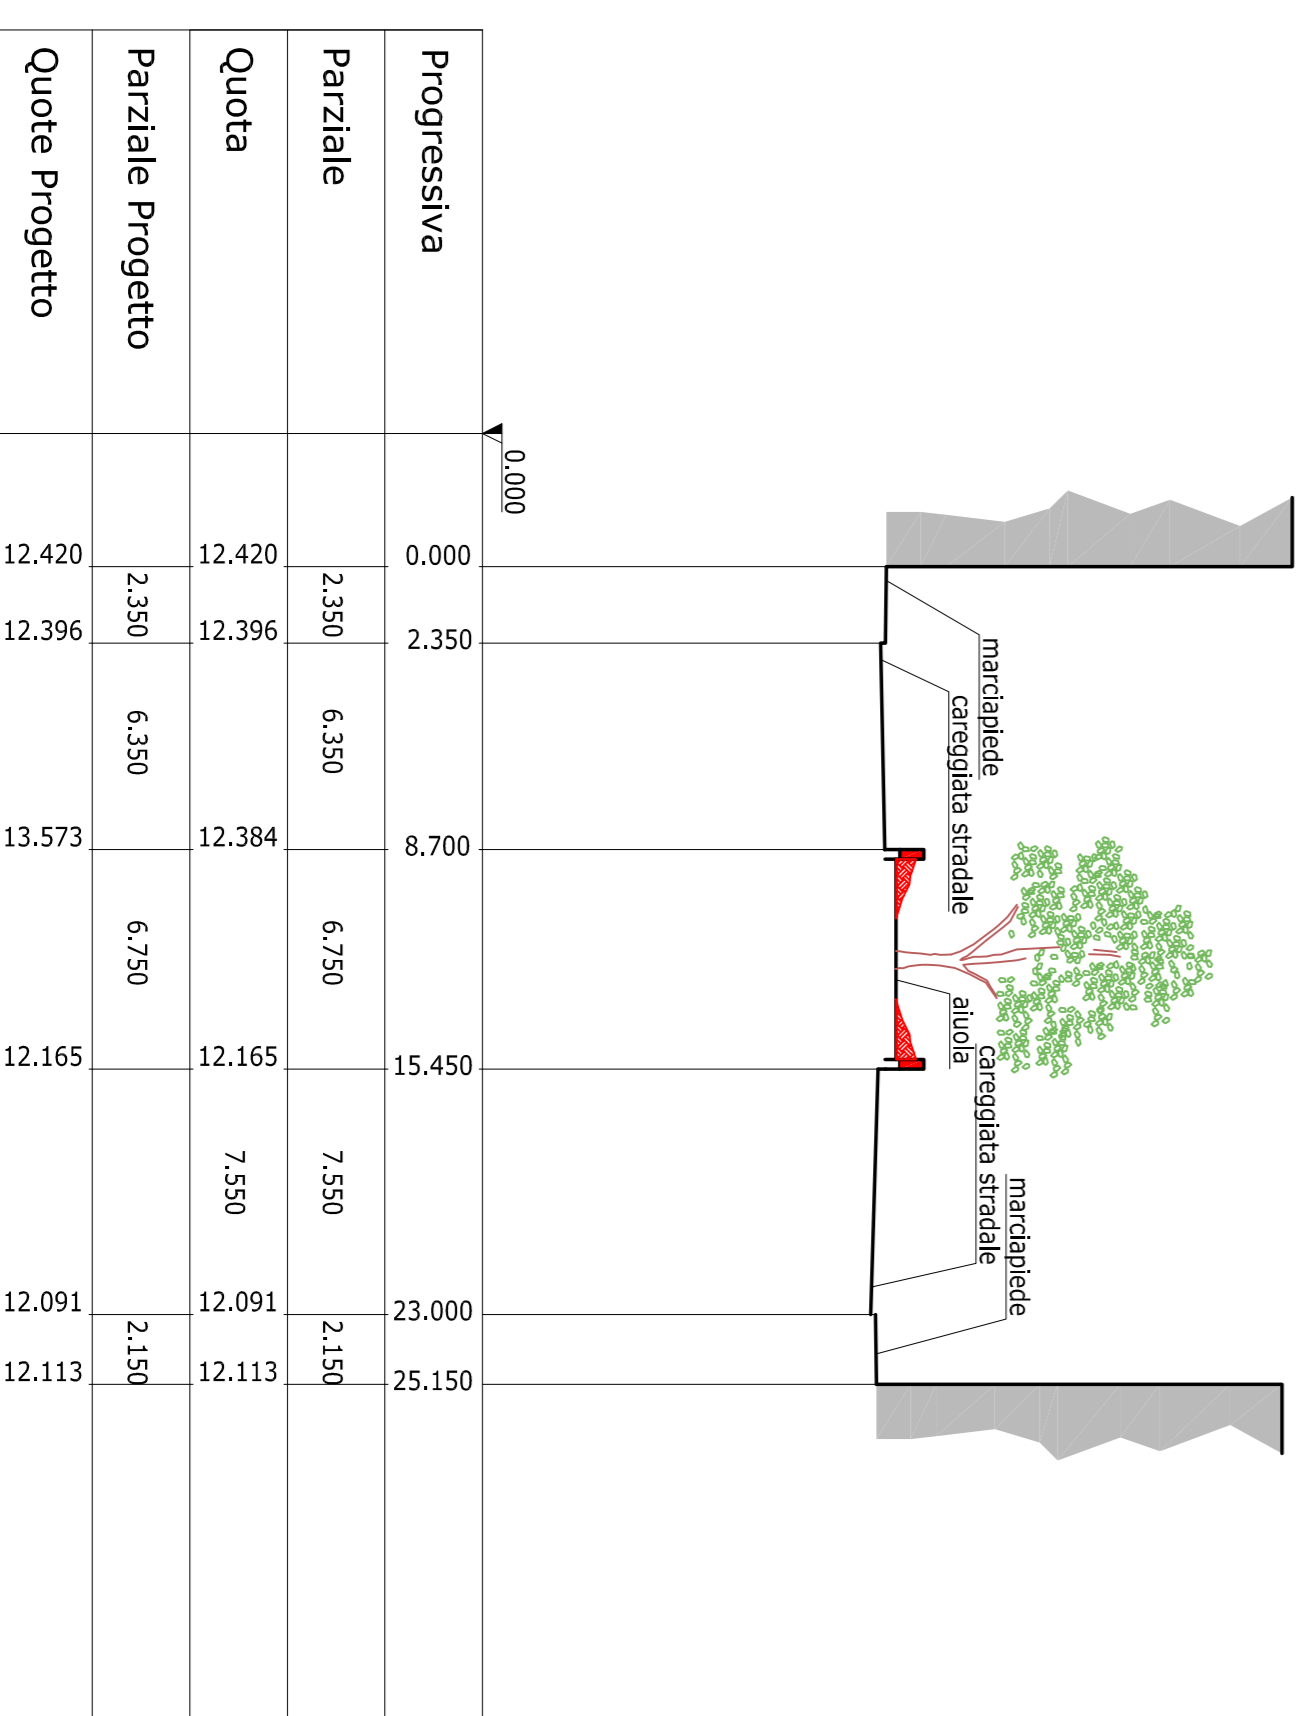 0.000
marciapiede
careggiata stradale
aiuola
careggiata stradale
marciapiede
Progressiva 0.000 2.350 8.700 15.450 23.000 25.150
Parziale 2.350 6.350 6.750 7.550 2.150
Quota 12.420 12.396 12.384 12.165 7.550 12.091 12.113
Parziale Progetto 2.350 6.350 6.750 2.150
Quote Progetto 12.420 12.396 13.573 12.165 12.091 12.113